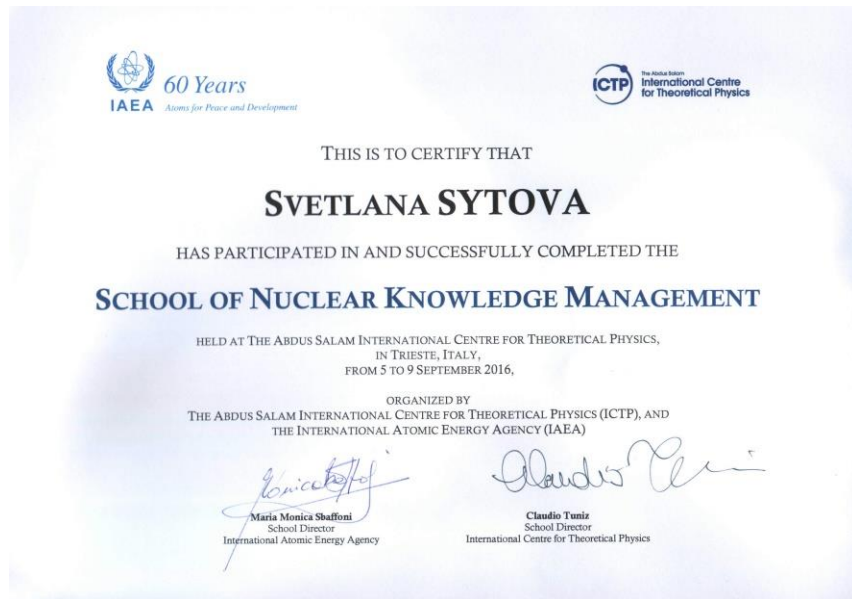 60 Years
IAEA Atoms for Peace and Development
The Abdus Salam
ICTP International Centre
for Theoretical Physics
THIS IS TO CERTIFY THAT
SVETLANA SYTOVA
HAS PARTICIPATED IN AND SUCCESSFULLY COMPLETED THE
SCHOOL OF NUCLEAR KNOWLEDGE MANAGEMENT
HELD AT THE ABDUS SALAM INTERNATIONAL CENTRE FOR THEORETICAL PHYSICS,
IN TRIESTE, ITALY,
FROM 5 TO 9 SEPTEMBER 2016,
ORGANIZED BY
THE ABDUS SALAM INTERNATIONAL CENTRE FOR THEORETICAL PHYSICS (ICTP), AND
THE INTERNATIONAL ATOMIC ENERGY AGENCY (IAEA)
Claudio
Maria Monica Sbaffoni
School Director
International Atomic Energy Agency
Claudio Tuniz
School Director
International Centre for Theoretical Physics